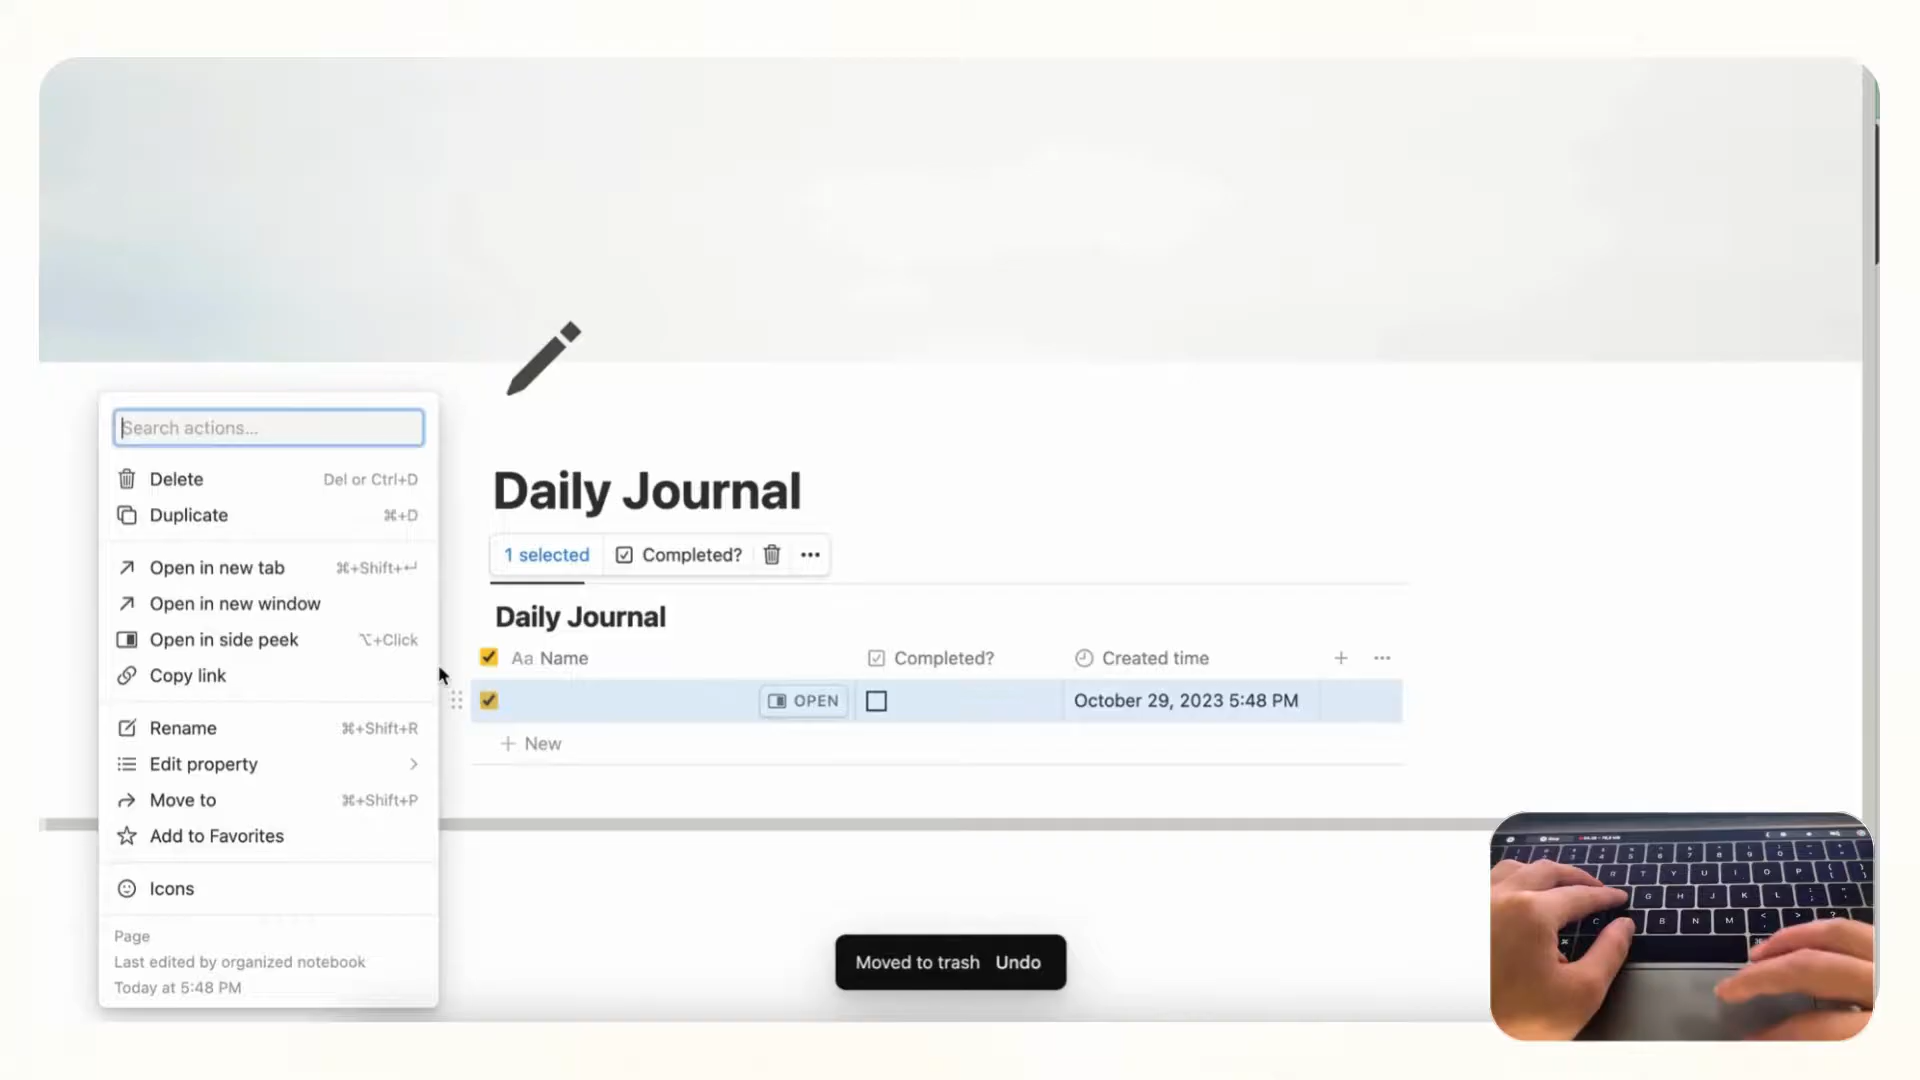 Search actions...
Delete Del or Ctrl+D
Duplicate ⌘+D
Open in new tab ⌘+Shift+↵
Open in new window
Open in side peek ⌥+Click
Copy link
Rename ⌘+Shift+R
Edit property
Move to ⌘+Shift+P
Add to Favorites
Icons
Page
Last edited by organized notebook
Today at 5:48 PM
Daily Journal
1 selected Completed?
Daily Journal
Aa Name Completed? Created time
OPEN October 29, 2023 5:48 PM
New
Moved to trash Undo
R T Y U I O P
G H J K L
C B N M